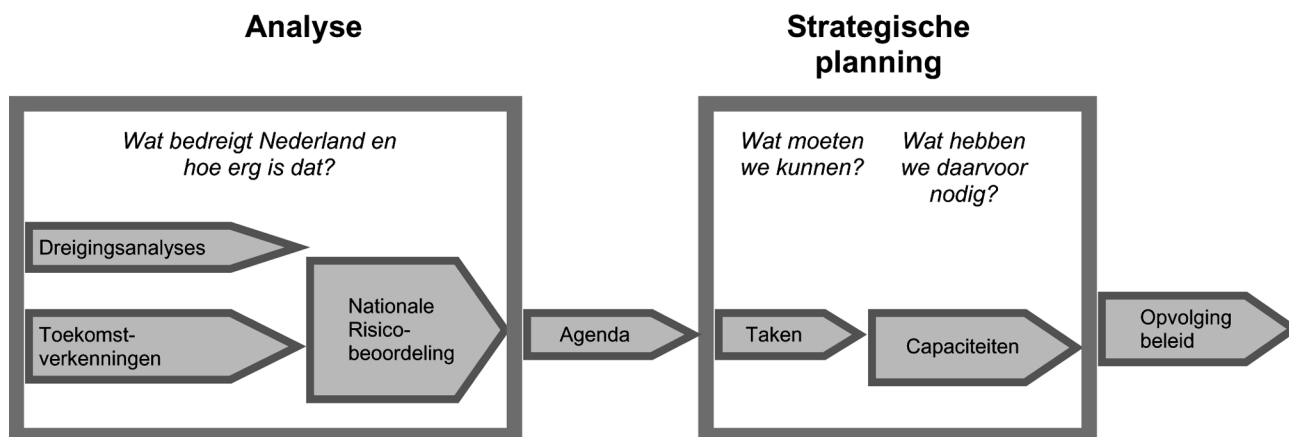 Analyse
Strategische
planning
Wat bedreigt Nederland en
hoe erg is dat?
Dreigingsanalyses
Toekomst-
verkenningen
Nationale
Risico-
beoordeling
Agenda
Wat moeten
we kunnen?
Wat hebben
we daarvoor
nodig?
Taken
Capaciteiten
Opvolging
beleid